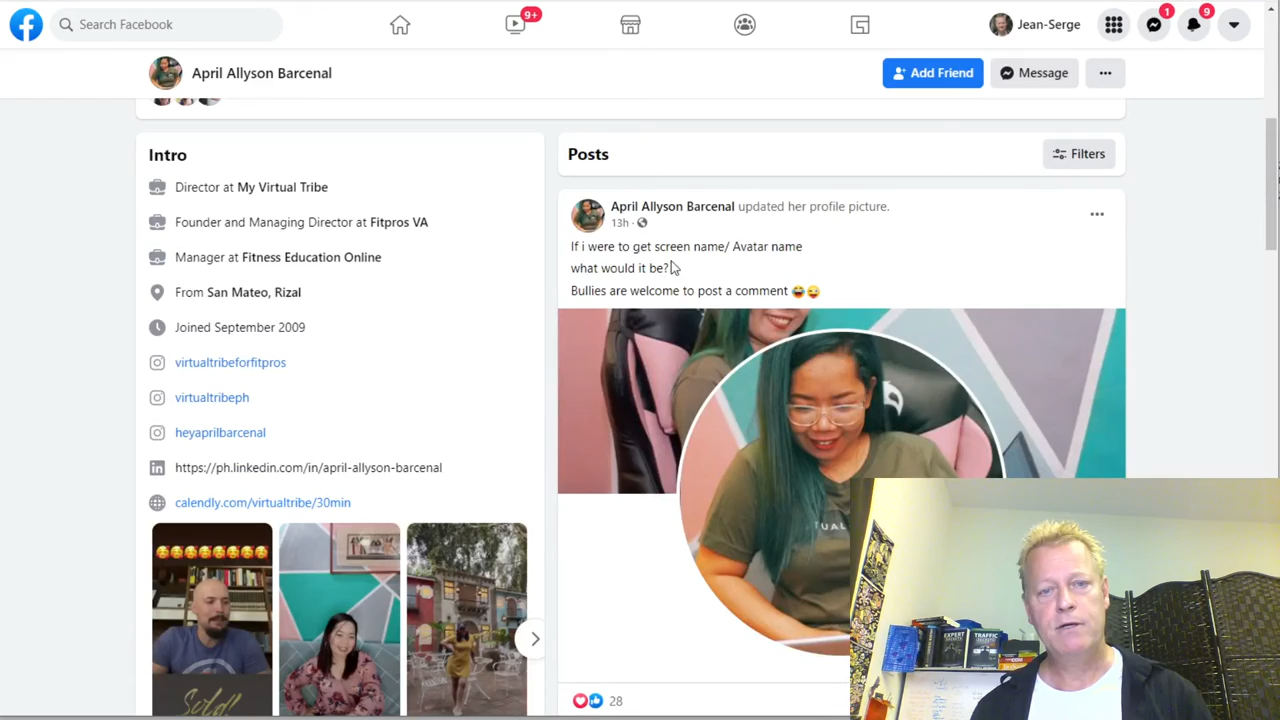 Search Facebook
9+
Jean-Serge
1
9
April Allyson Barcenal
Add Friend
Message
Intro
Director at My Virtual Tribe
Founder and Managing Director at Fitpros VA
Manager at Fitness Education Online
From San Mateo, Rizal
Joined September 2009
virtualtribeforfitpros
virtualtribeph
heyaprilbarcenal
https://ph.linkedin.com/in/april-allyson-barcenal
calendly.com/virtualtribe/30min
Posts
Filters
April Allyson Barcenal updated her profile picture.
13h ·
If i were to get screen name/ Avatar name
what would it be?
Bullies are welcome to post a comment 😂😜
28
EXPERT
TRAFFIC